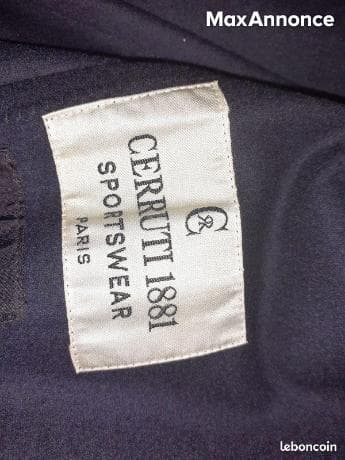 MaxAnnonce
CR
CERRUTI 1881
SPORTSWEAR
PARIS
leboncoin